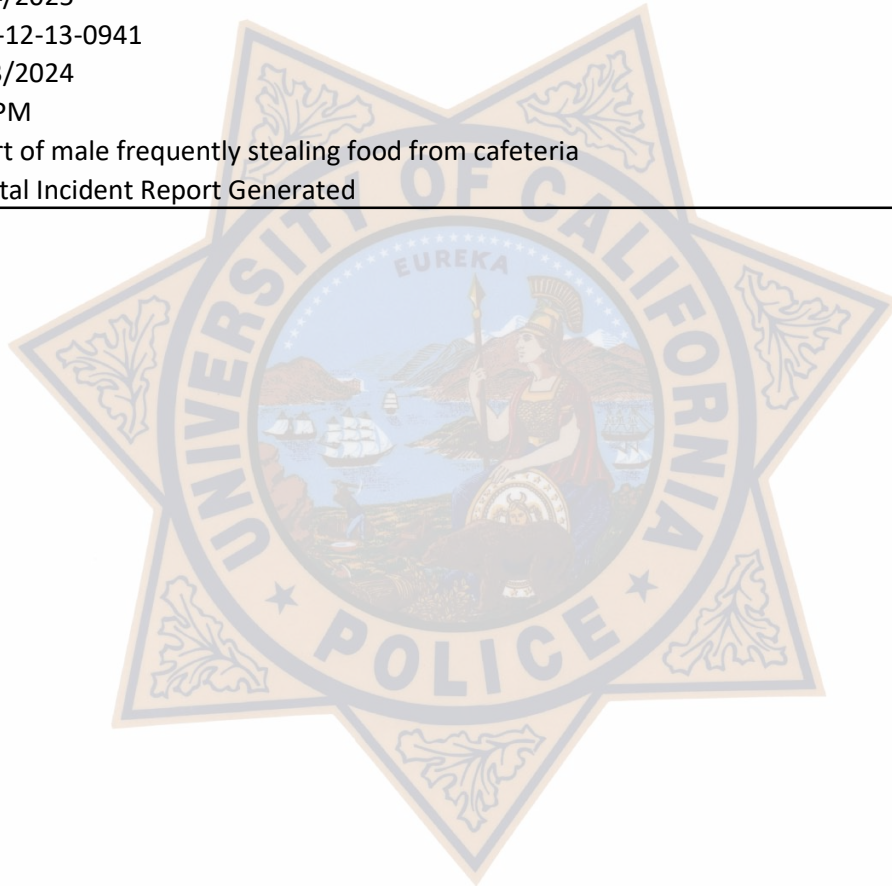 -12-13-0941
/2024
PM
rt of male frequently stealing food from cafeteria
tal Incident Report Generated
UNIVERSITY OF CALIFORNIA
EUREKA
POLICE